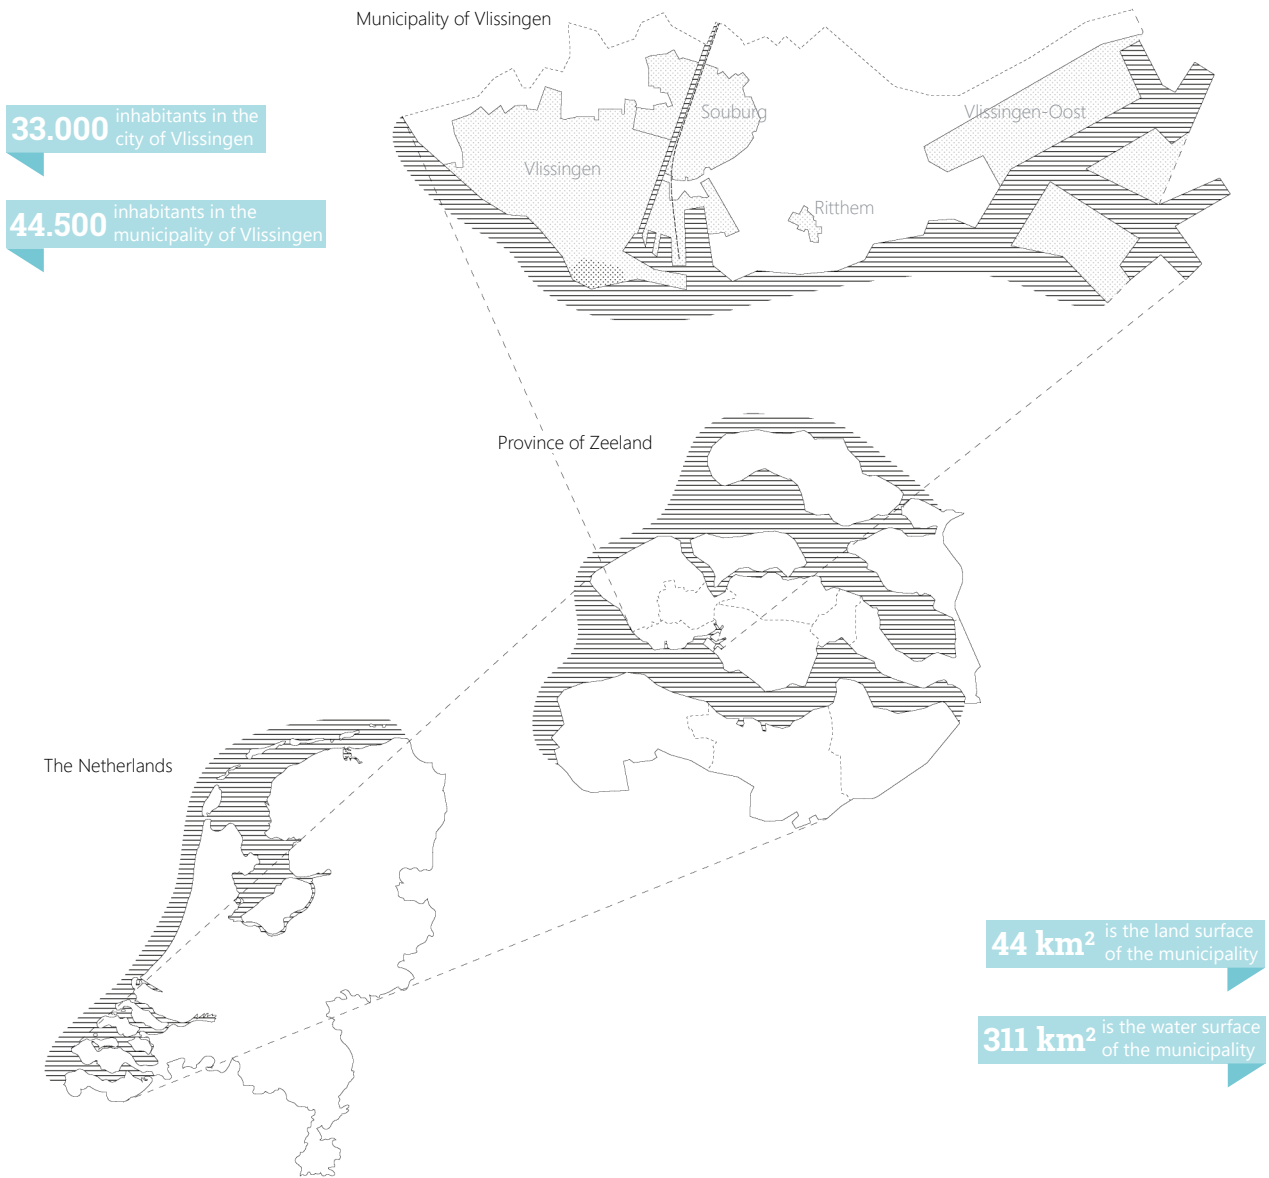 Municipality of Vlissingen
33.000
inhabitants in the
city of Vlissingen
44.500
inhabitants in the
municipality of Vlissingen
Souburg
Vlissingen-Oost
Vlissingen
Ritthem
Province of Zeeland
The Netherlands
44 km²
is the land surface
of the municipality
311 km²
is the water surface
of the municipality